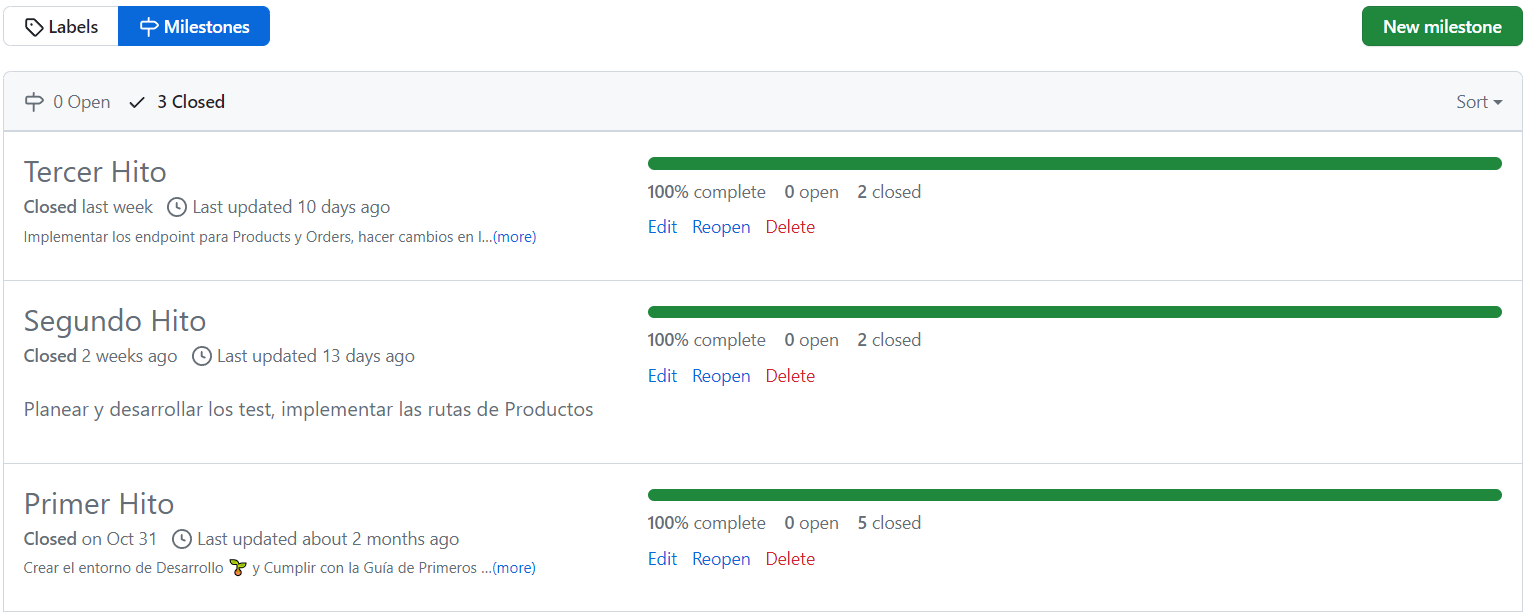 Labels Milestones New milestone
0 Open 3 Closed Sort
Tercer Hito
Closed last week Last updated 10 days ago
Implementar los endpoint para Products y Orders, hacer cambios en l...(more)
100% complete 0 open 2 closed
Edit Reopen Delete
Segundo Hito
Closed 2 weeks ago Last updated 13 days ago
Planear y desarrollar los test, implementar las rutas de Productos
100% complete 0 open 2 closed
Edit Reopen Delete
Primer Hito
Closed on Oct 31 Last updated about 2 months ago
Crear el entorno de Desarrollo 🌱 y Cumplir con la Guía de Primeros ...(more)
100% complete 0 open 5 closed
Edit Reopen Delete